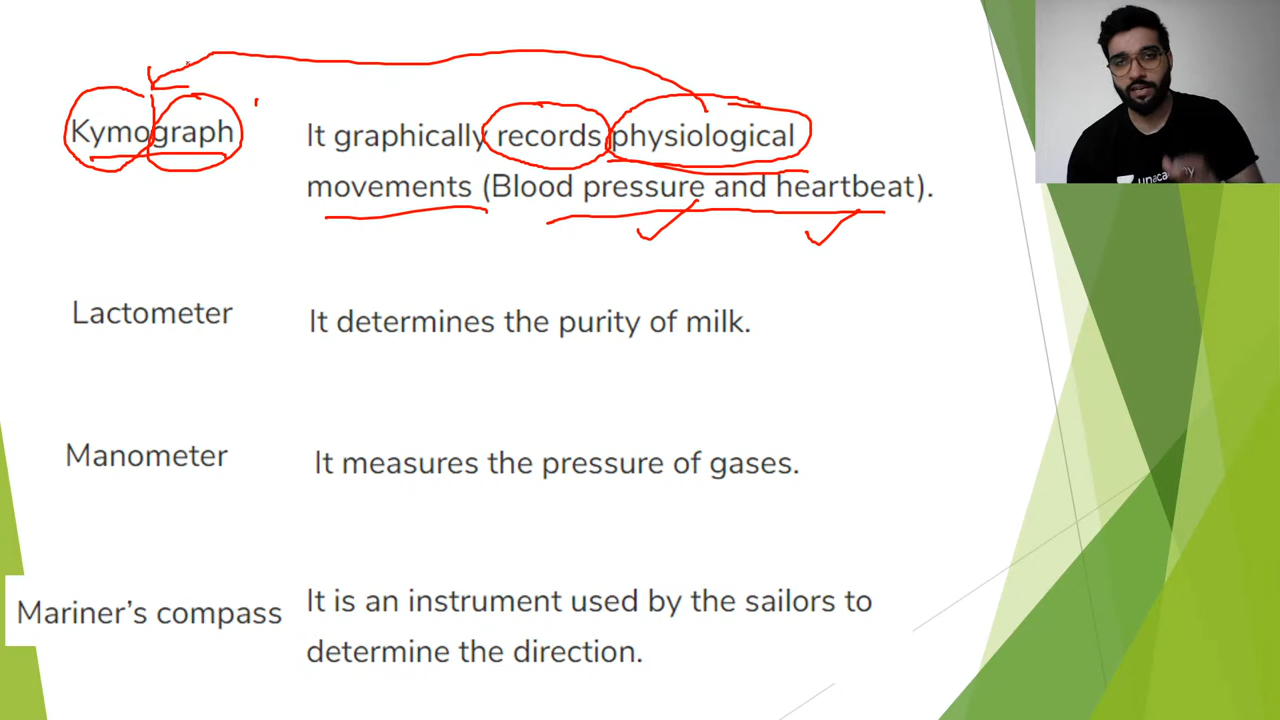 Kymograph
It graphically records physiological
movements (Blood pressure and heartbeat).
Lactometer
It determines the purity of milk.
Manometer
It measures the pressure of gases.
Mariner's compass
It is an instrument used by the sailors to
determine the direction.
unacademy